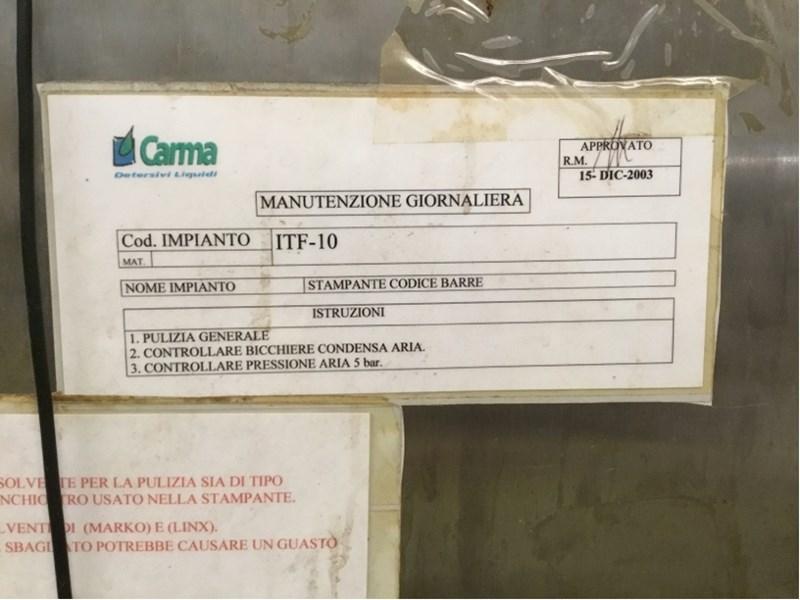 Carma
Detersivi Liquidi
APPROVATO
R.M.
15- DIC-2003
MANUTENZIONE GIORNALIERA
Cod. IMPIANTO ITF-10
MAT.
NOME IMPIANTO STAMPANTE CODICE BARRE
ISTRUZIONI
1. PULIZIA GENERALE
2. CONTROLLARE BICCHIERE CONDENSA ARIA.
3. CONTROLLARE PRESSIONE ARIA 5 bar.
PER LA PULIZIA SIA DI TIPO
USATO NELLA STAMPANTE.
DI (MARKO) E (LINX).
POTREBBE CAUSARE UN GUASTO